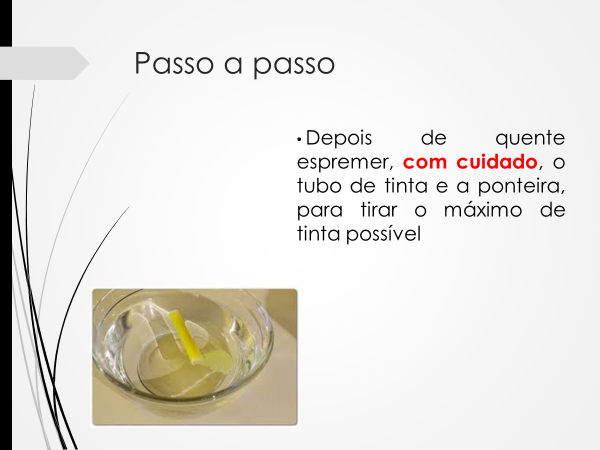 Passo a passo
• Depois de quente
espremer, com cuidado, o
tubo de tinta e a ponteira,
para tirar o máximo de
tinta possível